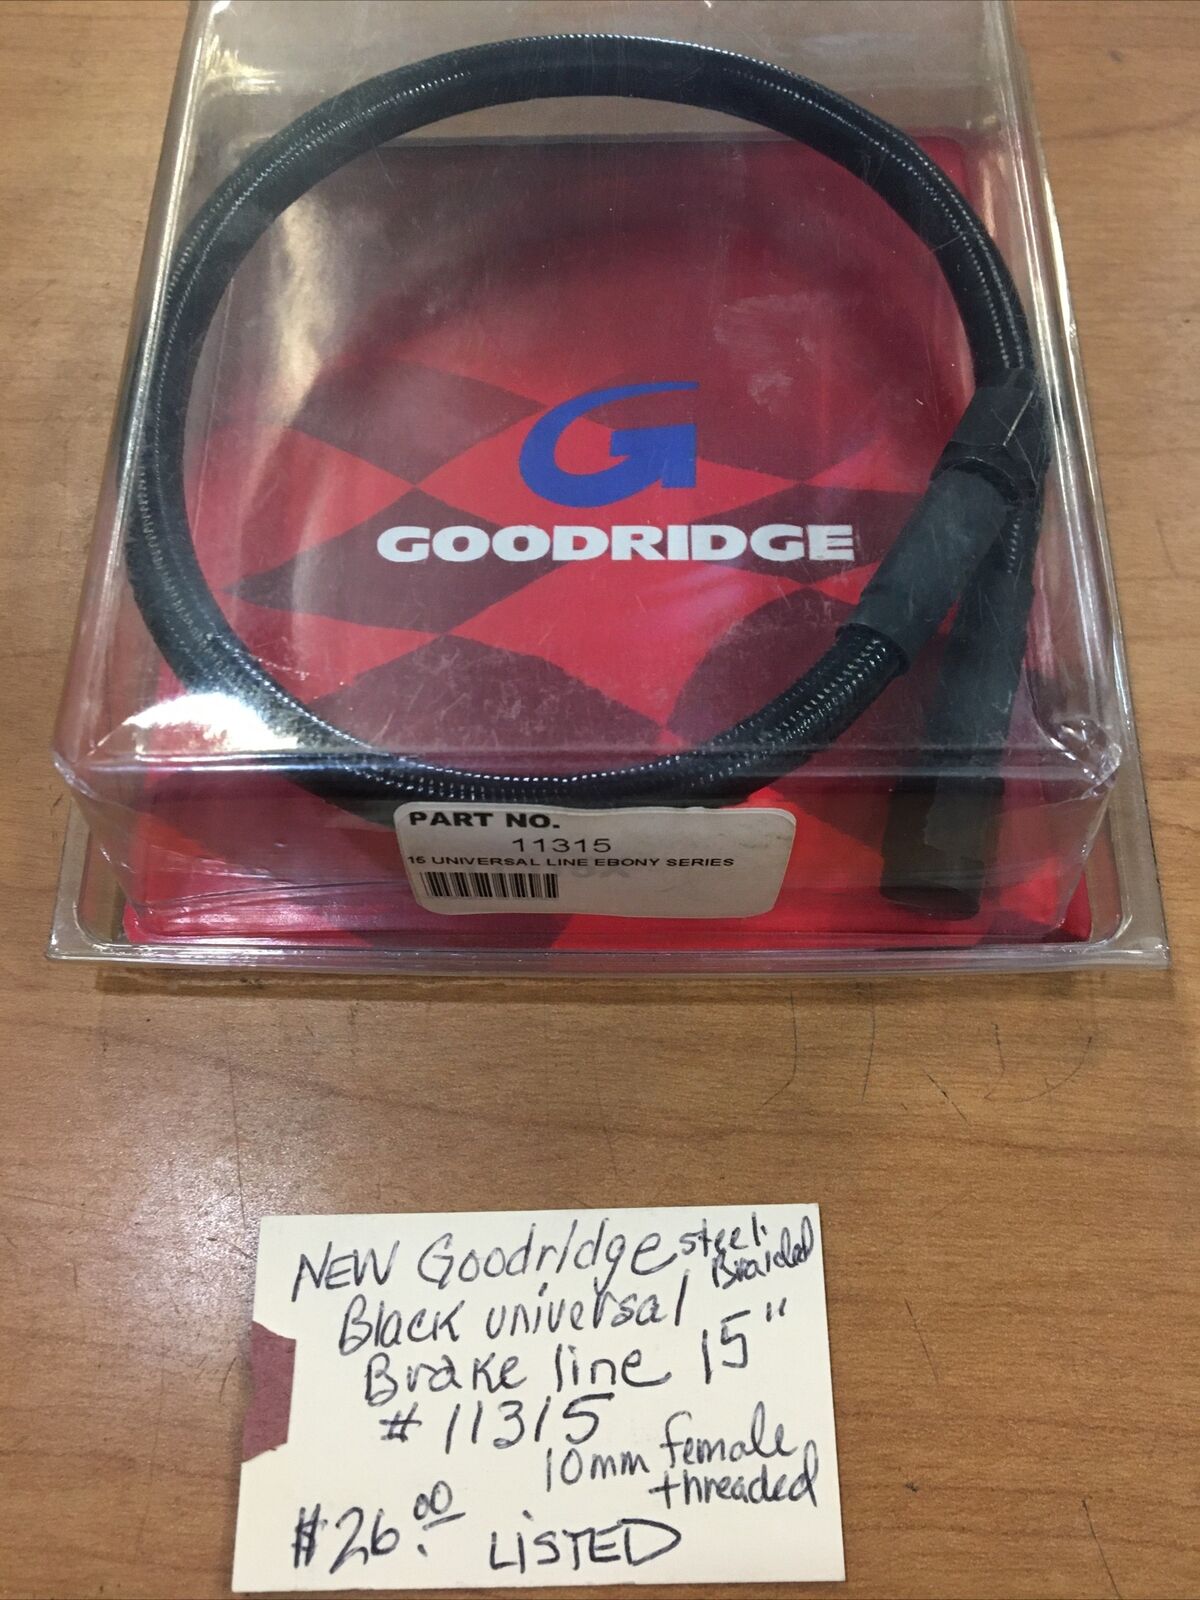 G
GOODRIDGE
PART NO.
11315
15 UNIVERSAL LINE EBONY SERIES
NEW Goodridge steel Braided
Black universal
Brake line 15"
# 11315
10mm female threaded
$26.00 LISTED